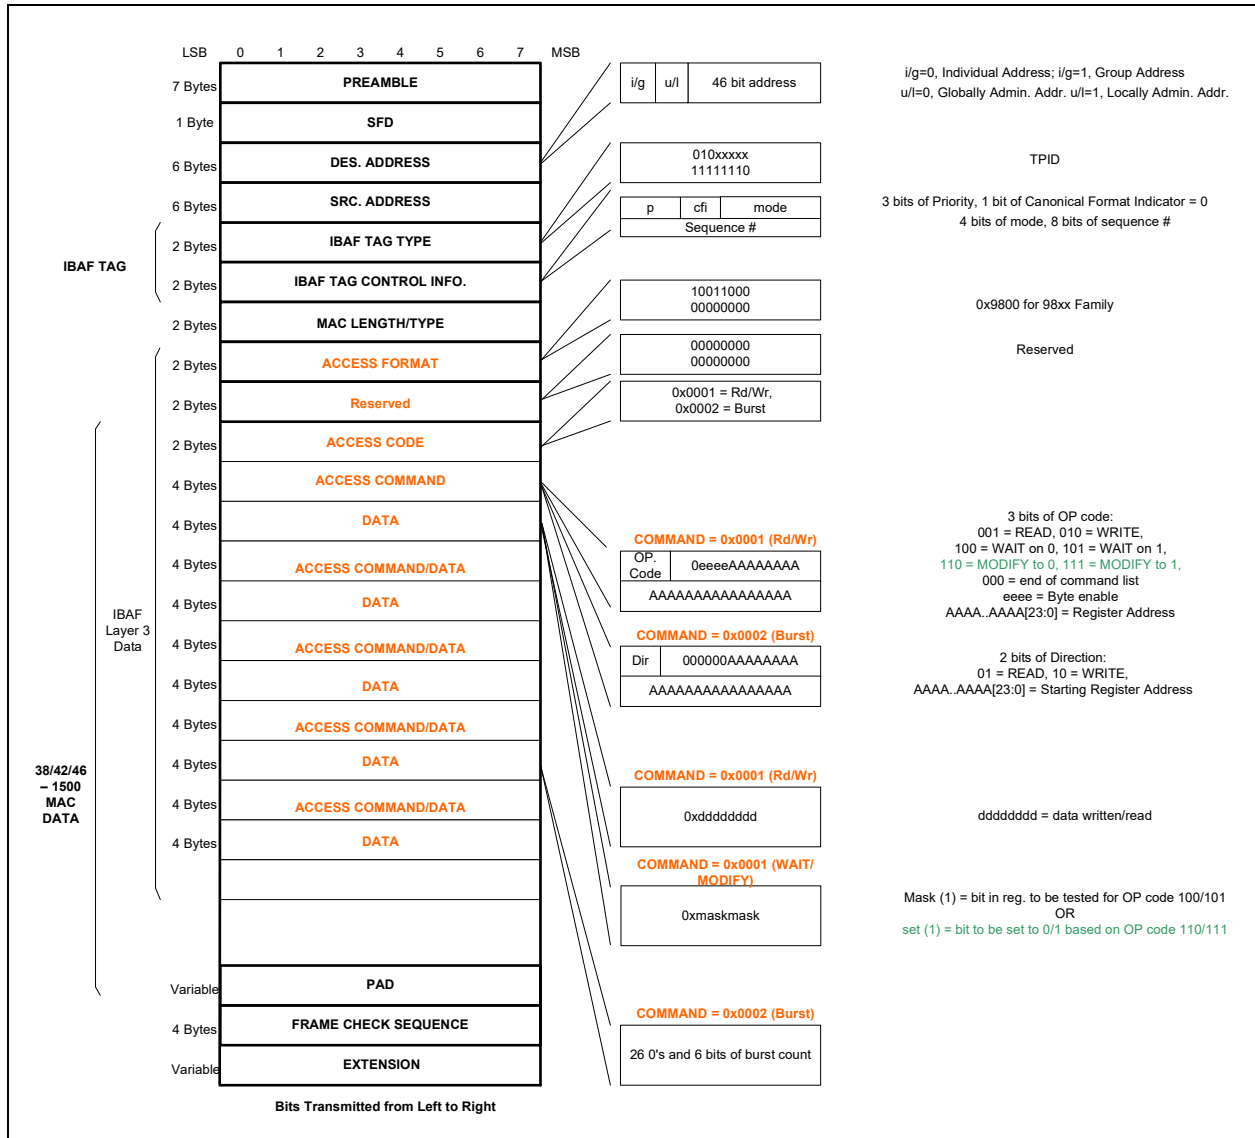 LSB 0 1 2 3 4 5 6 7 MSB
7 Bytes PREAMBLE
i/g u/l 46 bit address
i/g=0, Individual Address; i/g=1, Group Address
u/l=0, Globally Admin. Addr. u/l=1, Locally Admin. Addr.
1 Byte SFD
6 Bytes DES. ADDRESS
010xxxxx
11111110
TPID
6 Bytes SRC. ADDRESS
p cfi mode
Sequence #
3 bits of Priority, 1 bit of Canonical Format Indicator = 0
4 bits of mode, 8 bits of sequence #
IBAF TAG
2 Bytes IBAF TAG TYPE
2 Bytes IBAF TAG CONTROL INFO.
10011000
00000000
0x9800 for 98xx Family
2 Bytes MAC LENGTH/TYPE
00000000
00000000
Reserved
2 Bytes ACCESS FORMAT
2 Bytes Reserved
0x0001 = Rd/Wr,
0x0002 = Burst
2 Bytes ACCESS CODE
4 Bytes ACCESS COMMAND
4 Bytes DATA
COMMAND = 0x0001 (Rd/Wr)
OP.
Code
0eeeeAAAAAAAA
AAAAAAAAAAAAAAAA
3 bits of OP code:
001 = READ, 010 = WRITE,
100 = WAIT on 0, 101 = WAIT on 1,
110 = MODIFY to 0, 111 = MODIFY to 1,
000 = end of command list
eeee = Byte enable
AAAA..AAAA[23:0] = Register Address
4 Bytes ACCESS COMMAND/DATA
4 Bytes DATA
IBAF
Layer 3
Data
4 Bytes ACCESS COMMAND/DATA
COMMAND = 0x0002 (Burst)
Dir 000000AAAAAAAA
AAAAAAAAAAAAAAAA
2 bits of Direction:
01 = READ, 10 = WRITE,
AAAA..AAAA[23:0] = Starting Register Address
4 Bytes DATA
4 Bytes ACCESS COMMAND/DATA
4 Bytes DATA
38/42/46
– 1500
MAC
DATA
COMMAND = 0x0001 (Rd/Wr)
0xdddddddd
dddddddd = data written/read
4 Bytes ACCESS COMMAND/DATA
4 Bytes DATA
COMMAND = 0x0001 (WAIT/
MODIFY)
0xmaskmask
Mask (1) = bit in reg. to be tested for OP code 100/101
OR
set (1) = bit to be set to 0/1 based on OP code 110/111
Variable PAD
COMMAND = 0x0002 (Burst)
26 0's and 6 bits of burst count
4 Bytes FRAME CHECK SEQUENCE
Variable EXTENSION
Bits Transmitted from Left to Right